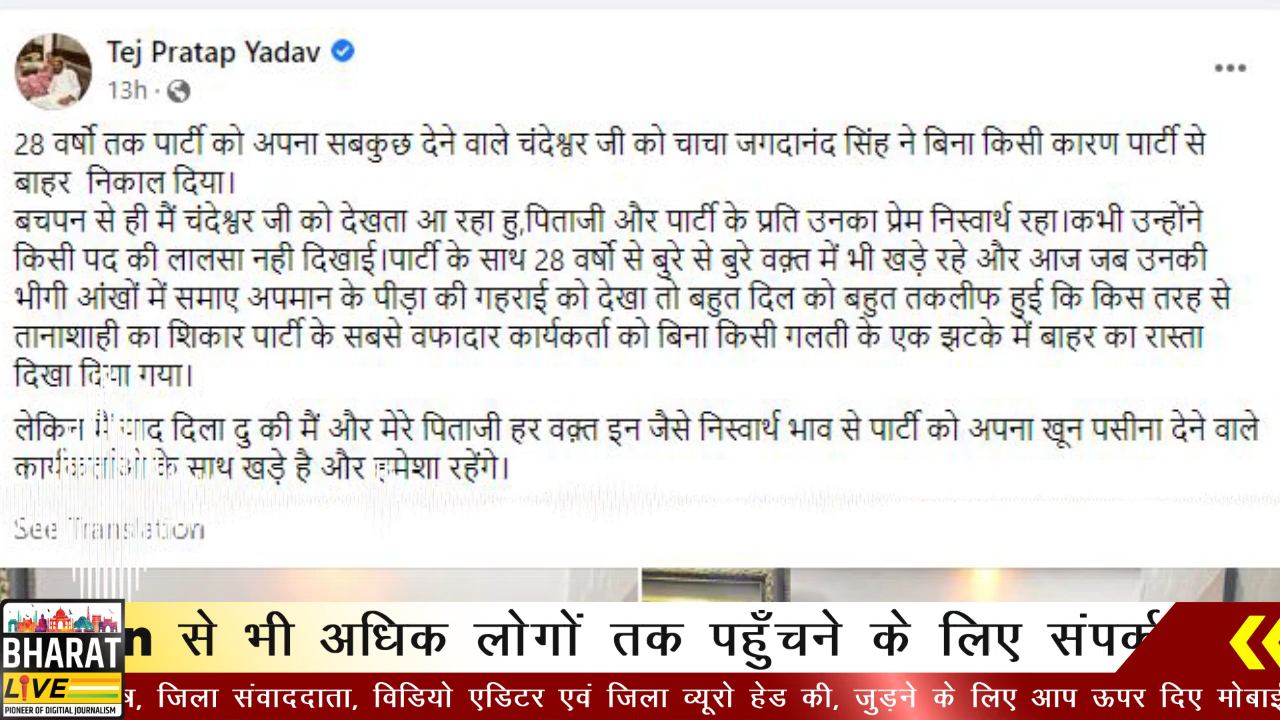 Tej Pratap Yadav
13h ·
28 वर्षो तक पार्टी को अपना सबकुछ देने वाले चंदेश्वर जी को चाचा जगदानंद सिंह ने बिना किसी कारण पार्टी से
बाहर निकाल दिया।
बचपन से ही मैं चंदेश्वर जी को देखता आ रहा हु,पिताजी और पार्टी के प्रति उनका प्रेम निस्वार्थ रहा।कभी उन्होंने
किसी पद की लालसा नही दिखाई।पार्टी के साथ 28 वर्षो से बुरे से बुरे वक़्त में भी खड़े रहे और आज जब उनकी
भीगी आंखों में समाए अपमान के पीड़ा की गहराई को देखा तो बहुत दिल को बहुत तकलीफ हुई कि किस तरह से
तानाशाही का शिकार पार्टी के सबसे वफादार कार्यकर्ता को बिना किसी गलती के एक झटके में बाहर का रास्ता
दिखा दिया गया।
लेकिन मैं याद दिला दु की मैं और मेरे पिताजी हर वक़्त इन जैसे निस्वार्थ भाव से पार्टी को अपना खून पसीना देने वाले
कार्यकर्ताओ के साथ खड़े है और हमेशा रहेंगे।
See Translation
n से भी अधिक लोगों तक पहुँचने के लिए संपर्क
BHARAT
LIVE
PIONEER OF DIGITAL JOURNALISM
ष, जिला संवाददाता, विडियो एडिटर एवं जिला व्यूरो हेड की, जुड़ने के लिए आप ऊपर दिए मोबाई